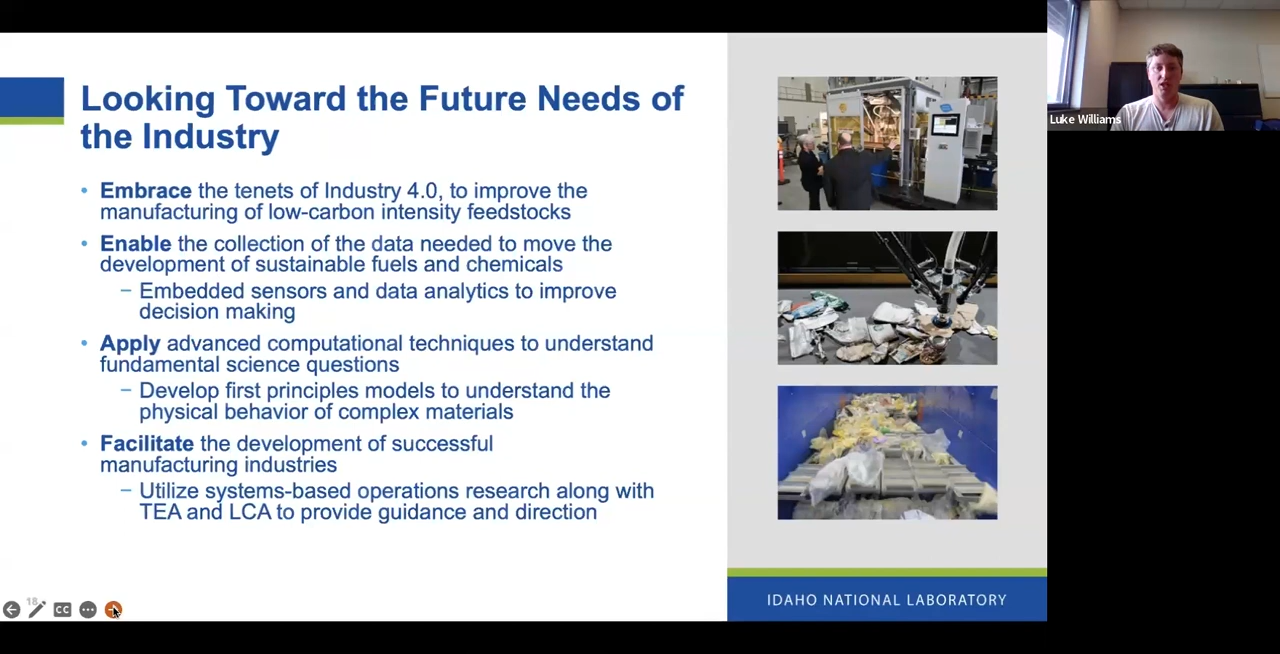 Looking Toward the Future Needs of
the Industry
• Embrace the tenets of Industry 4.0, to improve the
manufacturing of low-carbon intensity feedstocks
• Enable the collection of the data needed to move the
development of sustainable fuels and chemicals
− Embedded sensors and data analytics to improve
decision making
• Apply advanced computational techniques to understand
fundamental science questions
− Develop first principles models to understand the
physical behavior of complex materials
• Facilitate the development of successful
manufacturing industries
− Utilize systems-based operations research along with
TEA and LCA to provide guidance and direction
18
CC
IDAHO NATIONAL LABORATORY
Luke Williams